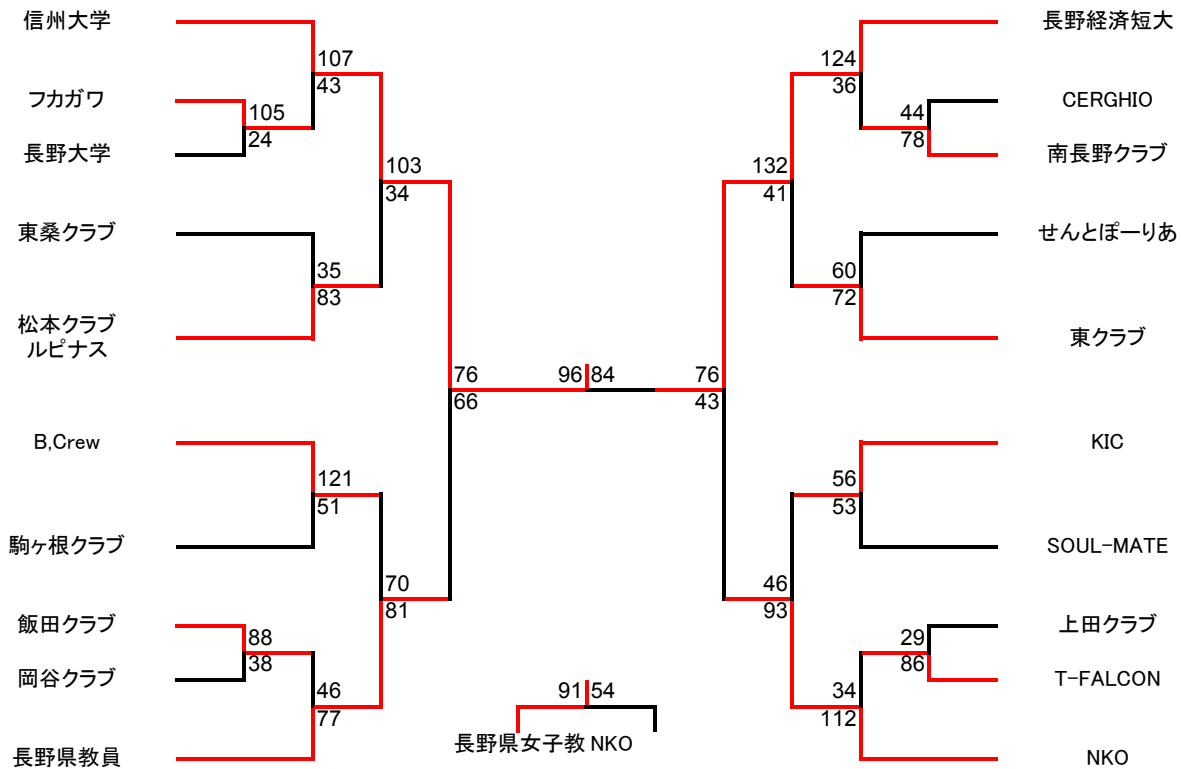 信州大学
107
43
フカガワ
105
24
長野大学
103
34
東桑クラブ
35
83
松本クラブ
ルピナス
76
66
B,Crew
121
51
駒ヶ根クラブ
70
81
飯田クラブ
88
38
岡谷クラブ
46
77
長野県教員
96 84
91 54
長野県女子教 NKO
長野経済短大
124
36
CERGHIO
44
78
南長野クラブ
132
41
せんとぽーりあ
60
72
東クラブ
76
43
KIC
56
53
SOUL-MATE
46
93
上田クラブ
29
86
T-FALCON
34
112
NKO